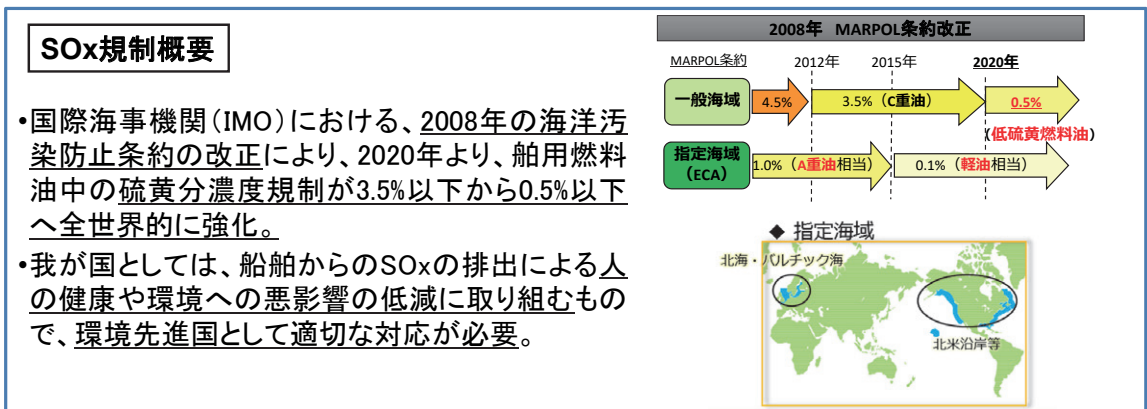 SOx規制概要
•国際海事機関(IMO)における、2008年の海洋汚
染防止条約の改正により、2020年より、舶用燃料
油中の硫黄分濃度規制が3.5%以下から0.5%以下
へ全世界的に強化。
•我が国としては、船舶からのSOxの排出による人
の健康や環境への悪影響の低減に取り組むもの
で、環境先進国として適切な対応が必要。
2008年 MARPOL条約改正
MARPOL条約 2012年 2015年 2020年
一般海域 4.5% 3.5%(C重油) 0.5%
(低硫黄燃料油)
指定海域
(ECA)
1.0%(A重油相当) 0.1%(軽油相当)
◆ 指定海域
北海・バルチック海
北米沿岸等